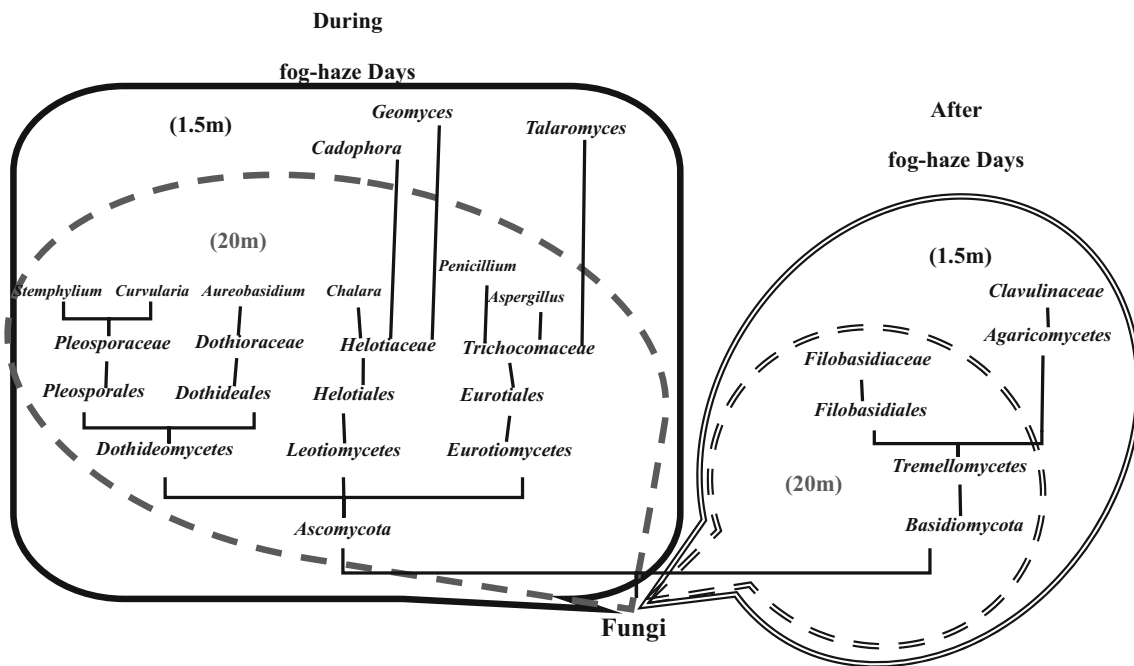 During
fog-haze Days
(1.5m)
Geomyces
Talaromyces
Cadophora
(20m)
Penicillium
Stemphylium Curvularia Aureobasidium Chalara Aspergillus
Pleosporaceae Dothioraceae Helotiaceae Trichocomaceae
Pleosporales Dothideales Helotiales Eurotiales
Dothideomycetes Leotiomycetes Eurotiomycetes
Ascomycota
Fungi
After
fog-haze Days
(1.5m)
Clavulinaceae
Agaricomycetes
Filobasidiaceae
Filobasidiales
Tremellomycetes
(20m)
Basidiomycota